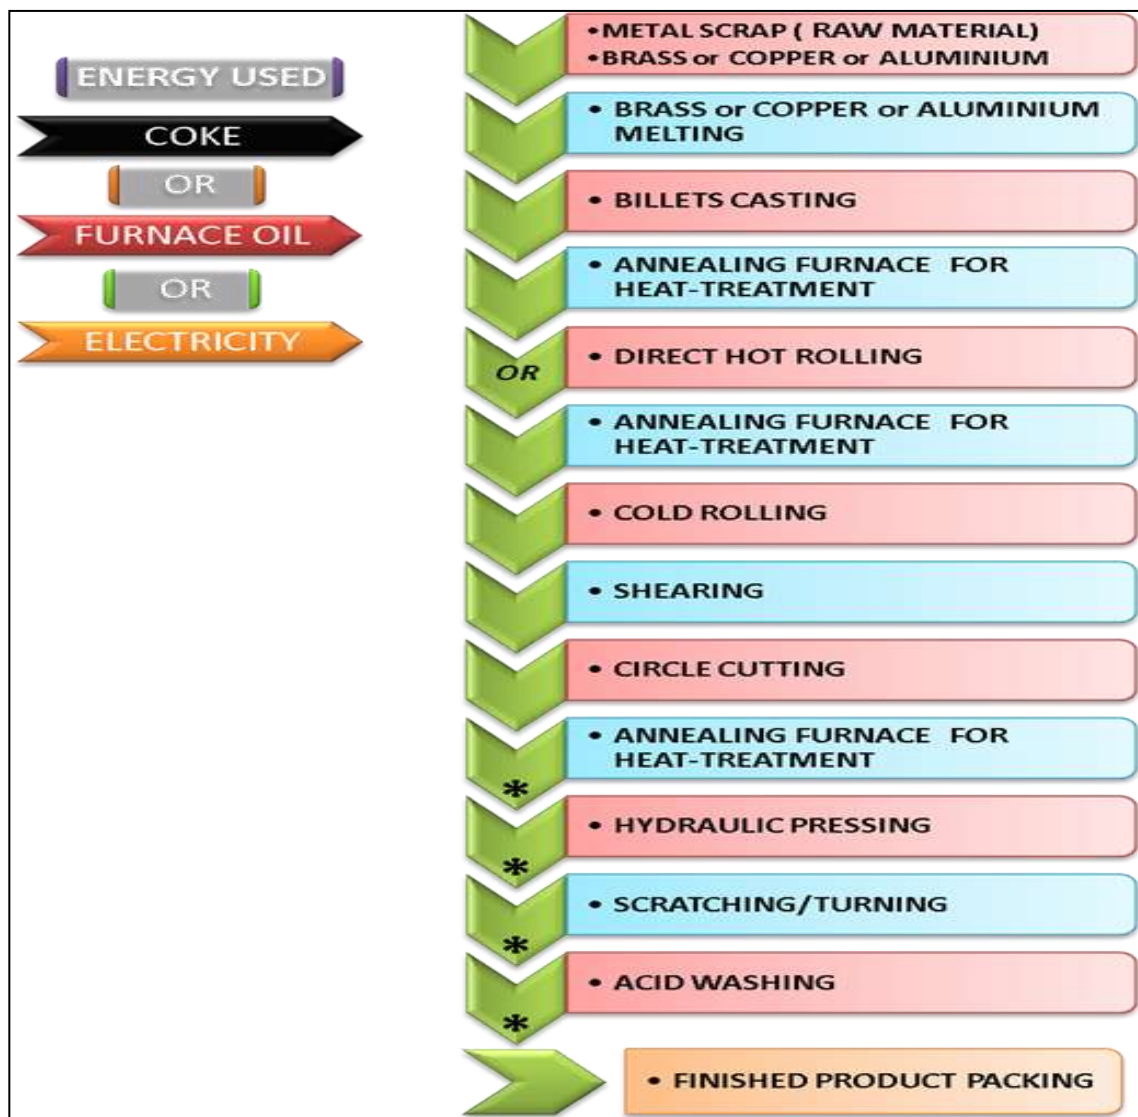 ENERGY USED
COKE
OR
FURNACE OIL
OR
ELECTRICITY
•METAL SCRAP ( RAW MATERIAL)
•BRASS or COPPER or ALUMINIUM
• BRASS or COPPER or ALUMINIUM
MELTING
• BILLETS CASTING
• ANNEALING FURNACE FOR
HEAT-TREATMENT
OR
• DIRECT HOT ROLLING
• ANNEALING FURNACE FOR
HEAT-TREATMENT
• COLD ROLLING
• SHEARING
• CIRCLE CUTTING
• ANNEALING FURNACE FOR
HEAT-TREATMENT
*
• HYDRAULIC PRESSING
*
• SCRATCHING/TURNING
*
• ACID WASHING
*
• FINISHED PRODUCT PACKING